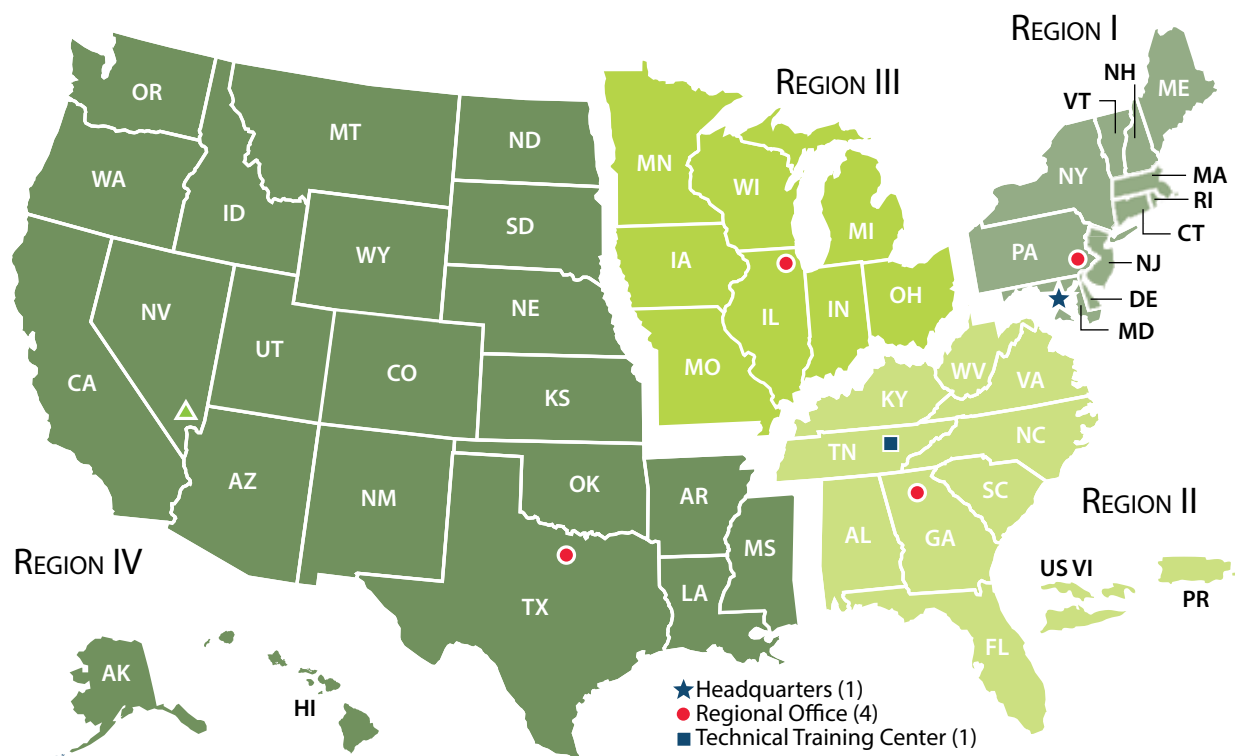 REGION I
REGION III
NH
ME
VT
OR
MT
ND
MN
WA
WI
NY
MA
RI
ID
SD
MI
CT
WY
IA
PA
NJ
NV
NE
IL
IN
OH
DE
MD
UT
CO
MO
CA
KS
WV
VA
KY
NC
TN
AZ
NM
OK
AR
SC
REGION II
MS
AL
GA
REGION IV
US VI
LA
PR
TX
FL
AK
HI
Headquarters (1)
Regional Office (4)
Technical Training Center (1)